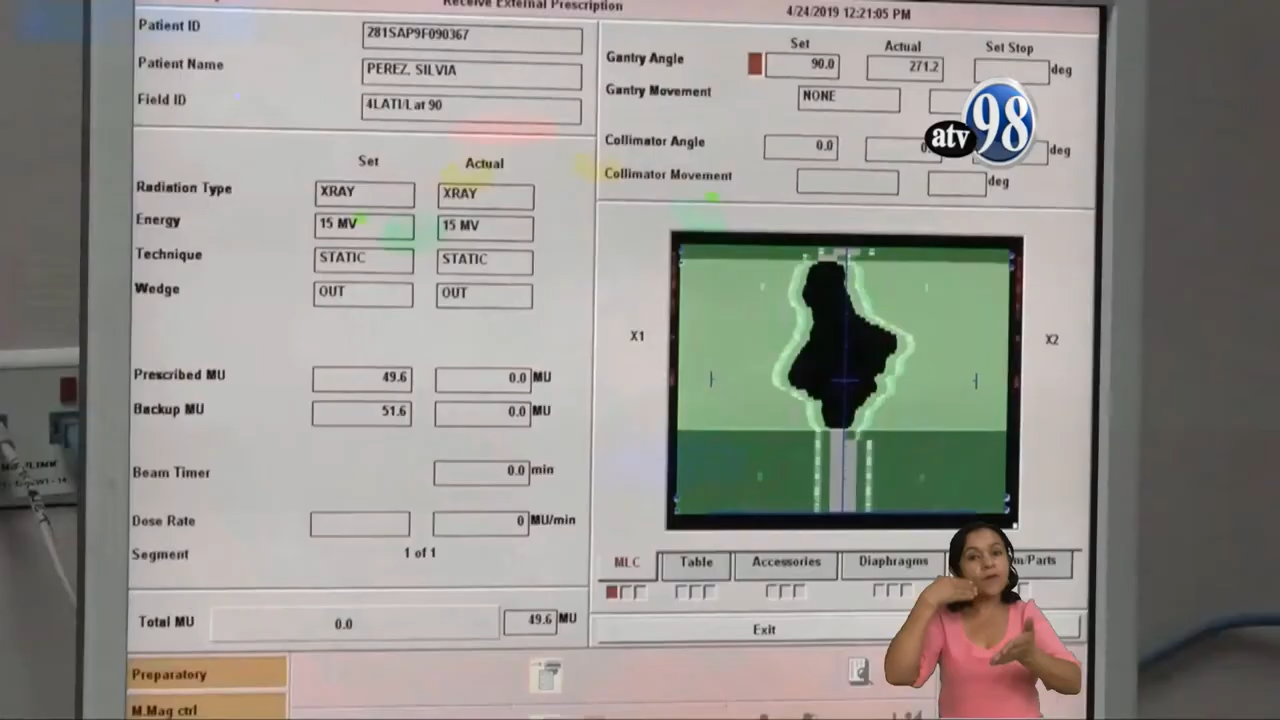 Receive External Prescription
4/24/2019 12:21:05 PM
Patient ID
281SAP9F090367
Patient Name
PEREZ, SILVIA
Field ID
4LATI/Lat 90
Set
Actual
Radiation Type
XRAY
XRAY
Energy
15 MV
15 MV
Technique
STATIC
STATIC
Wedge
OUT
OUT
Prescribed MU
49.6
0.0 MU
Backup MU
51.6
0.0 MU
Beam Timer
0.0 min
Dose Rate
0 MU/min
Segment
1 of 1
Total MU
0.0
49.6 MU
Preparatory
M.Mag ctrl
Set
Actual
Set Stop
Gantry Angle
90.0
271.2
deg
Gantry Movement
NONE
Collimator Angle
0.0
deg
Collimator Movement
deg
atv 98
X1
X2
MLC
Table
Accessories
Diaphragms
m/Parts
Exit